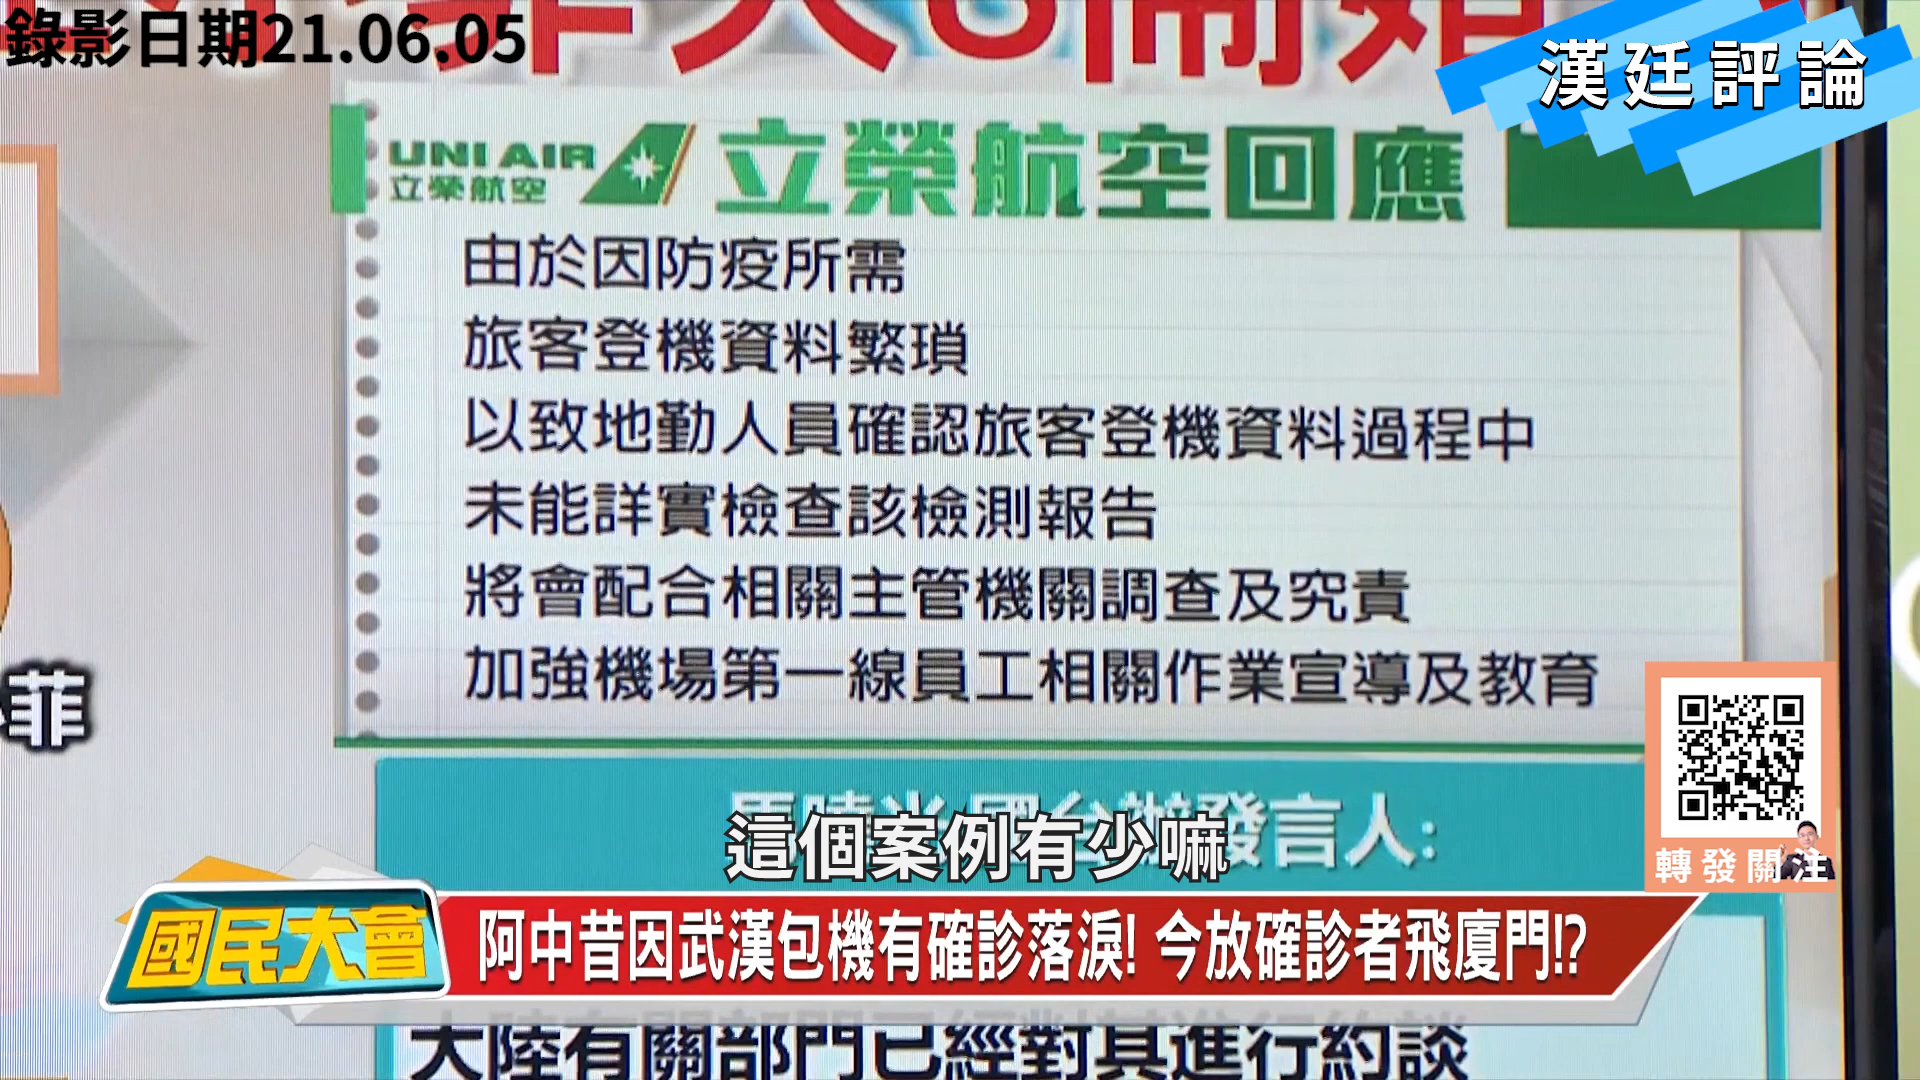 錄影日期21.06.05
漢廷評論
UNI AIR
立榮航空
立榮航空回應
由於因防疫所需
旅客登機資料繁瑣
以致地勤人員確認旅客登機資料過程中
未能詳實檢查該檢測報告
將會配合相關主管機關調查及究責
加強機場第一線員工相關作業宣導及教育
菲
發言人:
這個案例有少嘛
轉發關注
國民大會
阿中昔因武漢包機有確診落淚! 今放確診者飛廈門!?
大陸有關部門已經對其進行約談